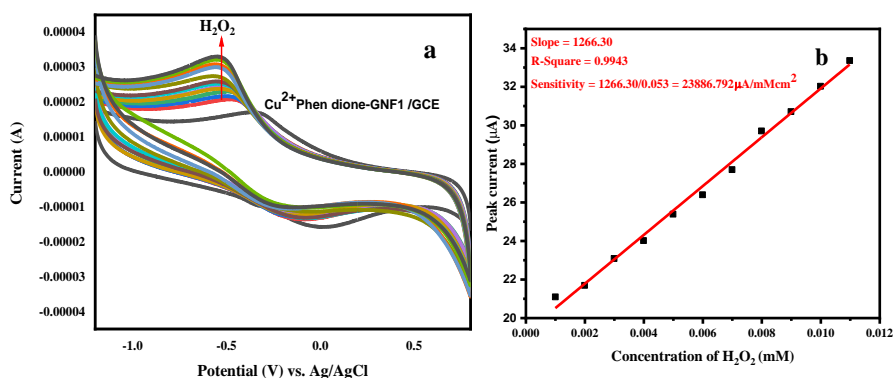 H₂O₂
a
Cu²⁺Phen dione-GNF1 /GCE
Current (A)
0.00004
0.00003
0.00002
0.00001
0.00000
-0.00001
-0.00002
-0.00003
-0.00004
-1.0 -0.5 0.0 0.5
Potential (V) vs. Ag/AgCl
b
Slope = 1266.30
R-Square = 0.9943
Sensitivity = 1266.30/0.053 = 23886.792μA/mMcm²
Peak current (μA)
34
32
30
28
26
24
22
20
0.000 0.002 0.004 0.006 0.008 0.010 0.012
Concentration of H₂O₂ (mM)